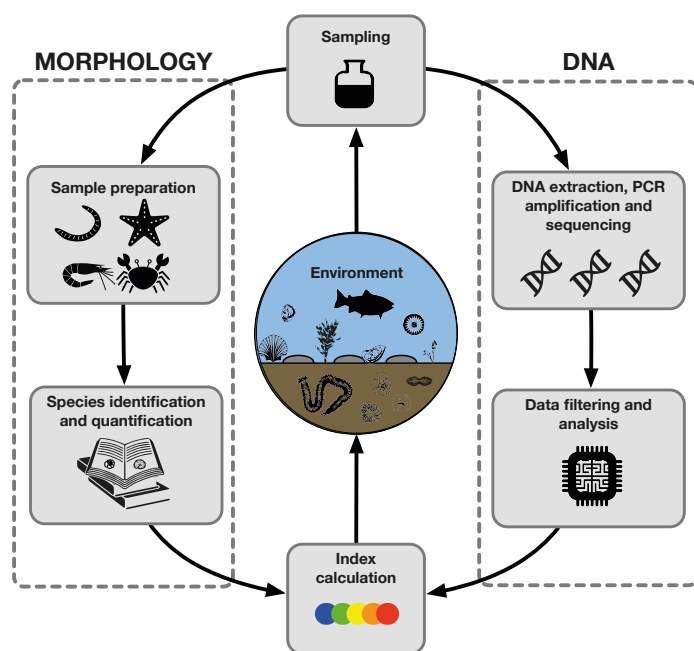 Sampling
MORPHOLOGY
DNA
Sample preparation
DNA extraction, PCR
amplification and
sequencing
Environment
Species identification
and quantification
Data filtering and
analysis
Index
calculation